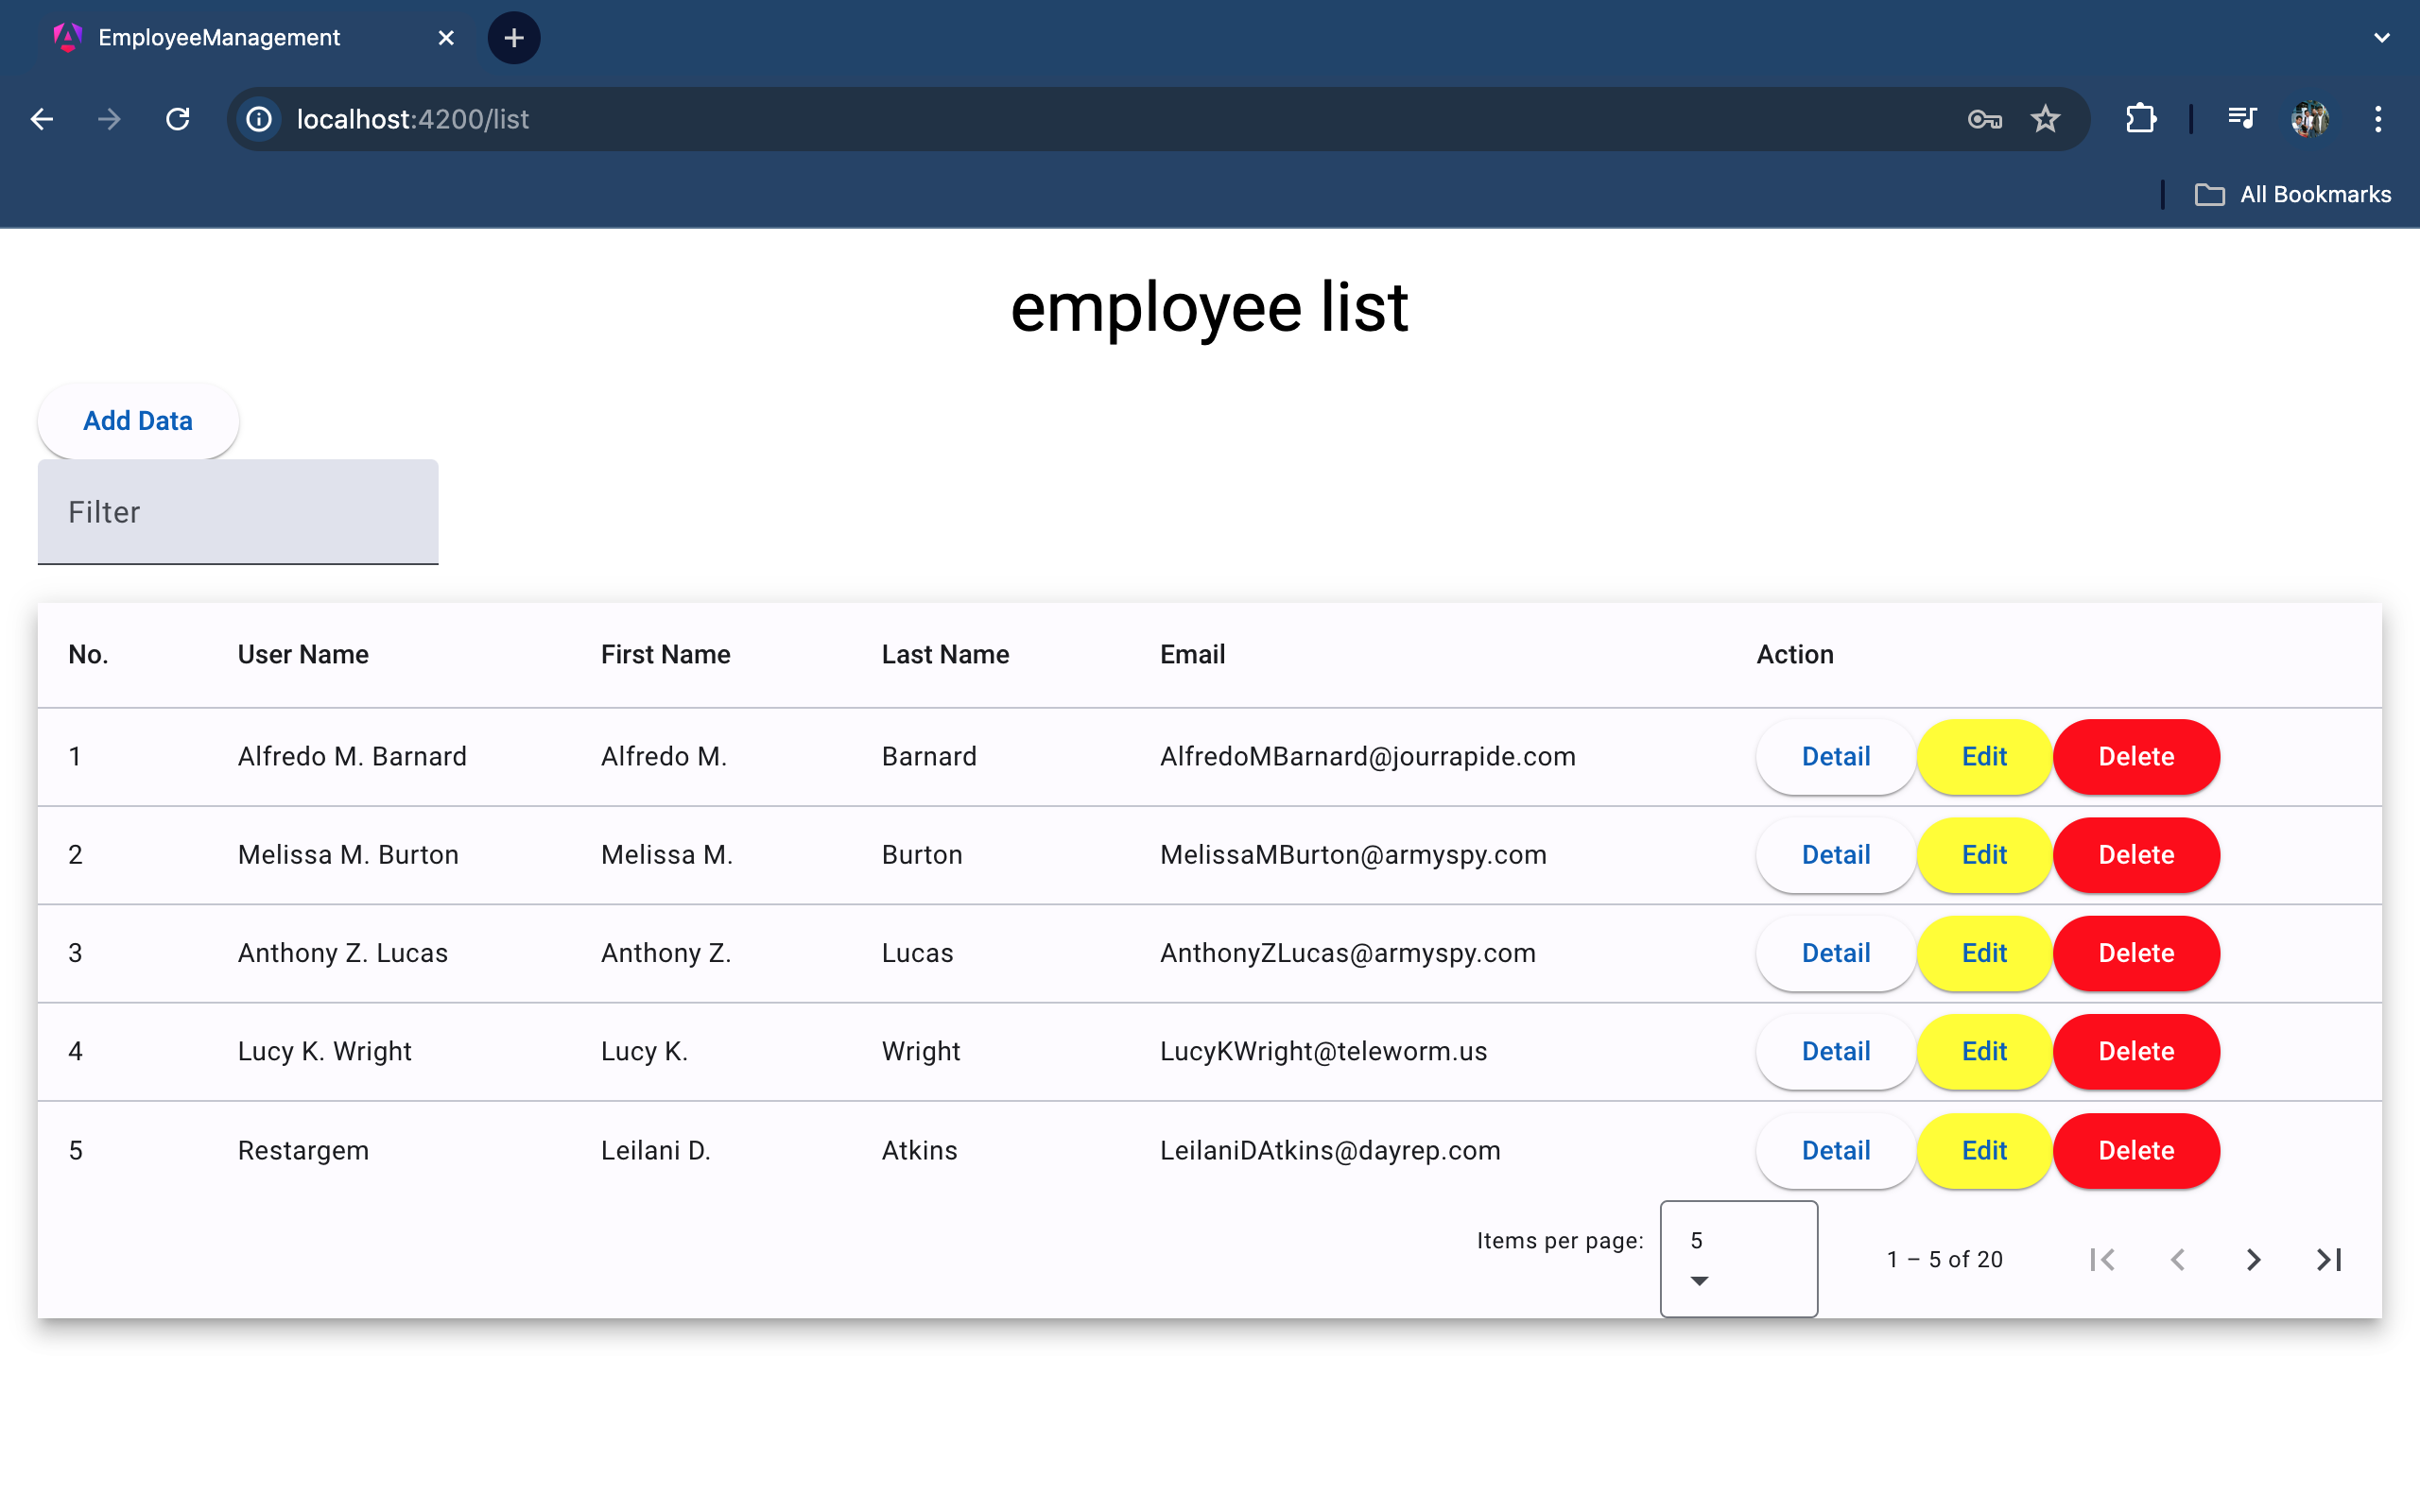 EmployeeManagement
localhost:4200/list
All Bookmarks
employee list
Add Data
Filter
No. User Name First Name Last Name Email Action
1 Alfredo M. Barnard Alfredo M. Barnard AlfredoMBarnard@jourrapide.com Detail Edit Delete
2 Melissa M. Burton Melissa M. Burton MelissaMBurton@armyspy.com Detail Edit Delete
3 Anthony Z. Lucas Anthony Z. Lucas AnthonyZLucas@armyspy.com Detail Edit Delete
4 Lucy K. Wright Lucy K. Wright LucyKWright@teleworm.us Detail Edit Delete
5 Restargem Leilani D. Atkins LeilaniDAtkins@dayrep.com Detail Edit Delete
Items per page: 5 1 – 5 of 20